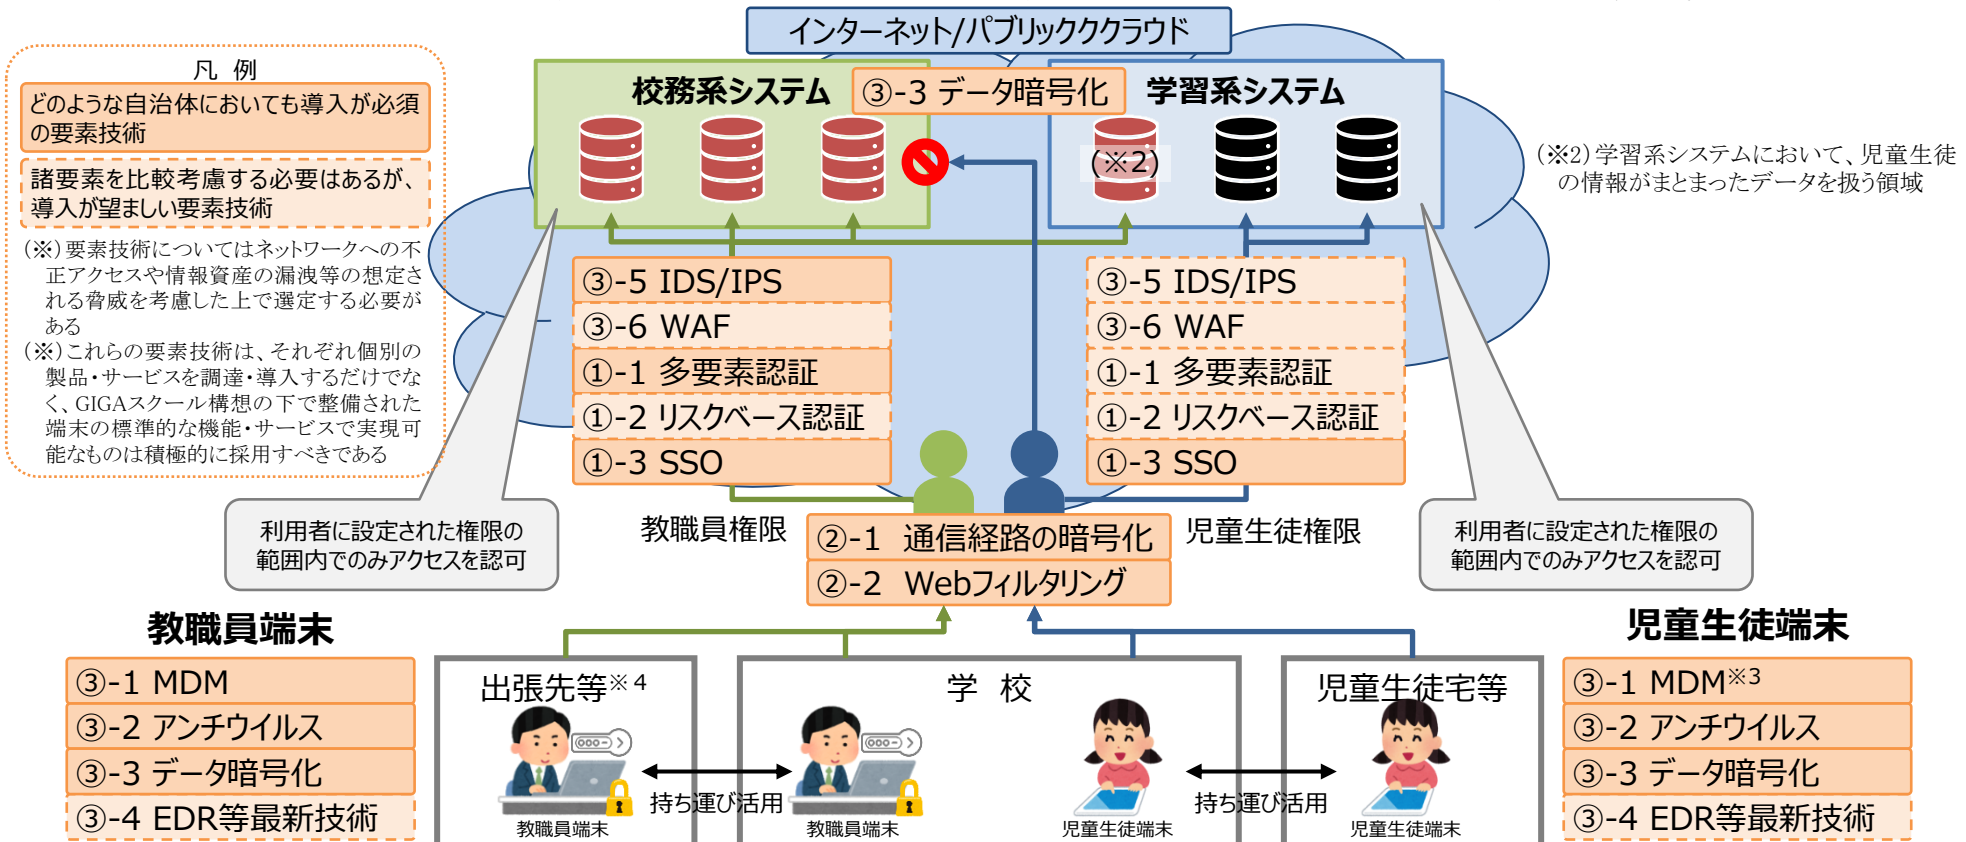 インターネット/パブリッククラウド
凡 例
どのような自治体においても導入が必須
の要素技術
諸要素を比較考慮する必要はあるが、
導入が望ましい要素技術
(※)要素技術についてはネットワークへの不
正アクセスや情報資産の漏洩等の想定さ
れる脅威を考慮した上で選定する必要が
ある
(※)これらの要素技術は、それぞれ個別の
製品・サービスを調達・導入するだけでな
く、GIGAスクール構想の下で整備された
端末の標準的な機能・サービスで実現可
能なものは積極的に採用すべきである
校務系システム
③-3 データ暗号化
学習系システム
(※2)
(※2)学習系システムにおいて、児童生徒
の情報がまとまったデータを扱う領域
③-5 IDS/IPS
③-6 WAF
①-1 多要素認証
①-2 リスクベース認証
①-3 SSO
③-5 IDS/IPS
③-6 WAF
①-1 多要素認証
①-2 リスクベース認証
①-3 SSO
利用者に設定された権限の
範囲内でのみアクセスを認可
教職員権限
②-1 通信経路の暗号化
②-2 Webフィルタリング
児童生徒権限
利用者に設定された権限の
範囲内でのみアクセスを認可
教職員端末
③-1 MDM
③-2 アンチウイルス
③-3 データ暗号化
③-4 EDR等最新技術
出張先等※4
教職員端末
持ち運び活用
学 校
教職員端末
児童生徒端末
持ち運び活用
児童生徒宅等
児童生徒端末
児童生徒端末
③-1 MDM※3
③-2 アンチウイルス
③-3 データ暗号化
③-4 EDR等最新技術